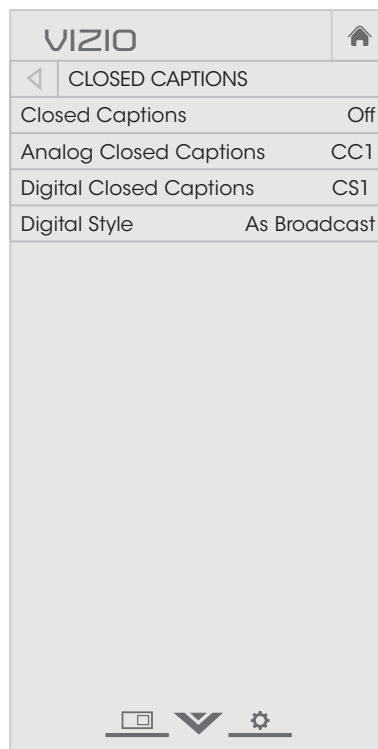 VIZIO
CLOSED CAPTIONS
Closed Captions Off
Analog Closed Captions CC1
Digital Closed Captions CS1
Digital Style As Broadcast